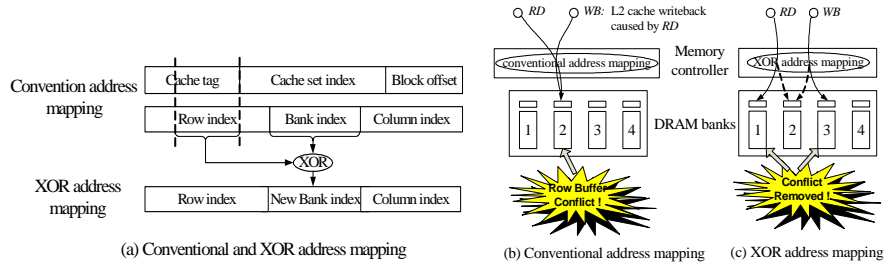 Convention address
mapping
Cache tag
Cache set index
Block offset
Row index
Bank index
Column index
XOR
XOR address
mapping
Row index
New Bank index
Column index
(a) Conventional and XOR address mapping
RD
WB: L2 cache writeback
caused by RD
conventional address mapping
Memory
controller
1
2
3
4
DRAM banks
Row Buffer
Conflict !
(b) Conventional address mapping
RD
WB
XOR address mapping
1
2
3
4
Conflict
Removed !
(c) XOR address mapping